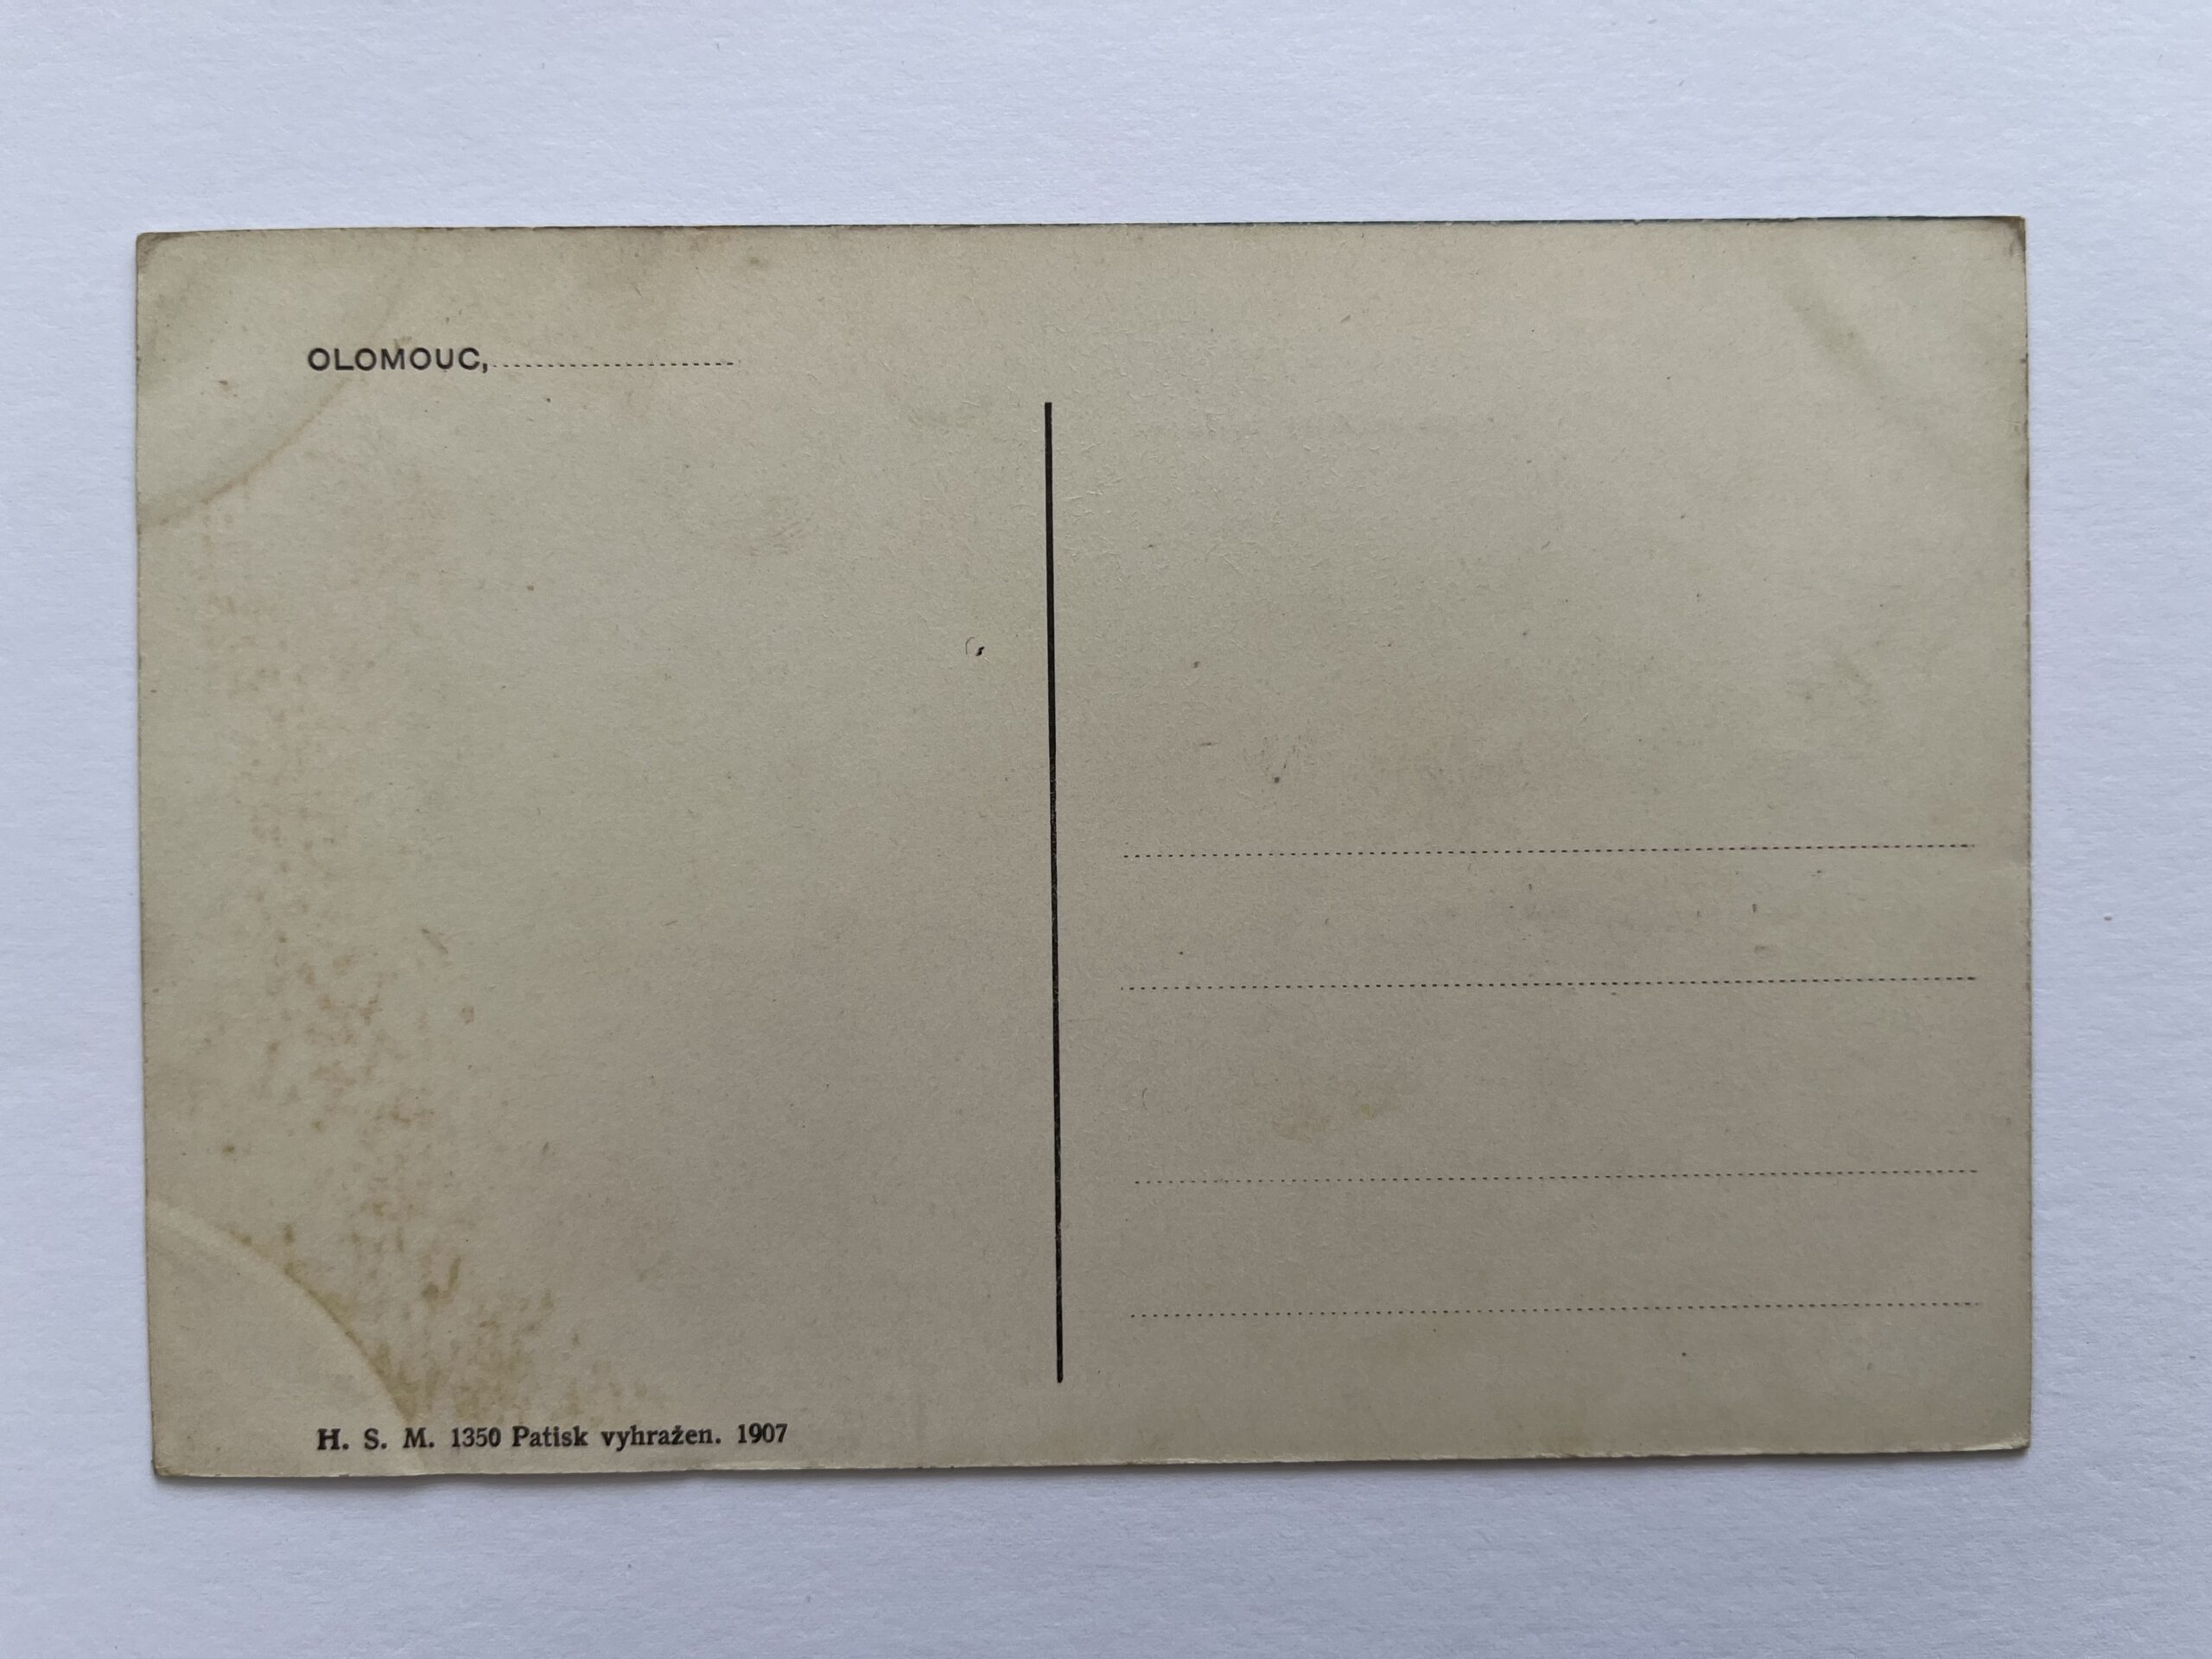 OLOMOUC,
H. S. M. 1350 Patisk vyhražen. 1907